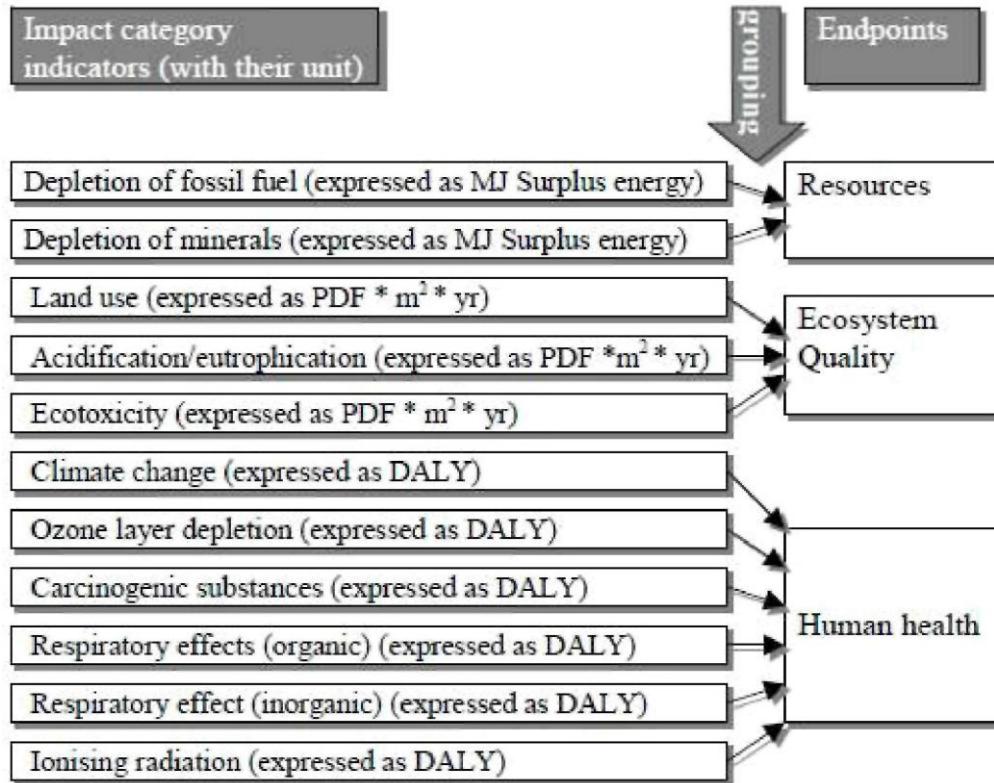 Impact category
indicators (with their unit)
grouping
Endpoints
Depletion of fossil fuel (expressed as MJ Surplus energy)
Depletion of minerals (expressed as MJ Surplus energy)
Resources
Land use (expressed as PDF * m² * yr)
Acidification/eutrophication (expressed as PDF *m² * yr)
Ecotoxicity (expressed as PDF * m² * yr)
Ecosystem
Quality
Climate change (expressed as DALY)
Ozone layer depletion (expressed as DALY)
Carcinogenic substances (expressed as DALY)
Respiratory effects (organic) (expressed as DALY)
Respiratory effect (inorganic) (expressed as DALY)
Ionising radiation (expressed as DALY)
Human health